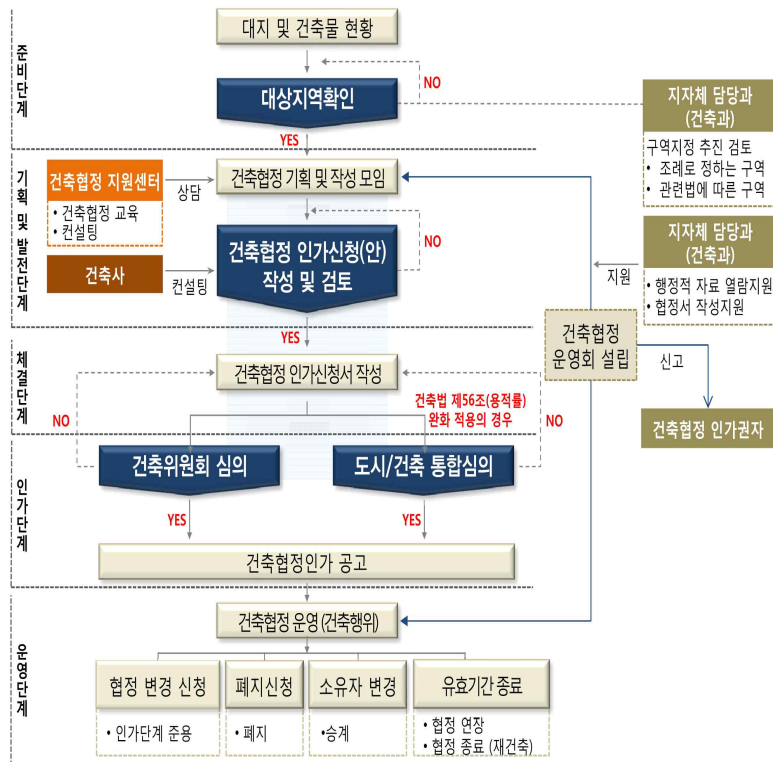 준비단계
대지 및 건축물 현황
NO
대상지역확인
YES
지자체 담당과
(건축과)
구역지정 추진 검토
• 조례로 정하는 구역
• 관련법에 따른 구역
기획 및 발전단계
건축협정 지원센터
• 건축협정 교육
• 컨설팅
상담
건축협정 기획 및 작성 모임
NO
건축사
컨설팅
건축협정 인가신청(안)
작성 및 검토
YES
지자체 담당과
(건축과)
• 행정적 자료 열람지원
• 협정서 작성지원
지원
건축협정
운영회 설립
신고
건축협정 인가권자
체결단계
건축협정 인가신청서 작성
NO
건축법 제56조(용적률)
완화 적용의 경우
NO
인가단계
건축위원회 심의
도시/건축 통합심의
YES
YES
건축협정인가 공고
운영단계
건축협정 운영 (건축행위)
협정 변경 신청
• 인가단계 준용
폐지신청
• 폐지
소유자 변경
•승계
유효기간 종료
• 협정 연장
• 협정 종료 (재건축)